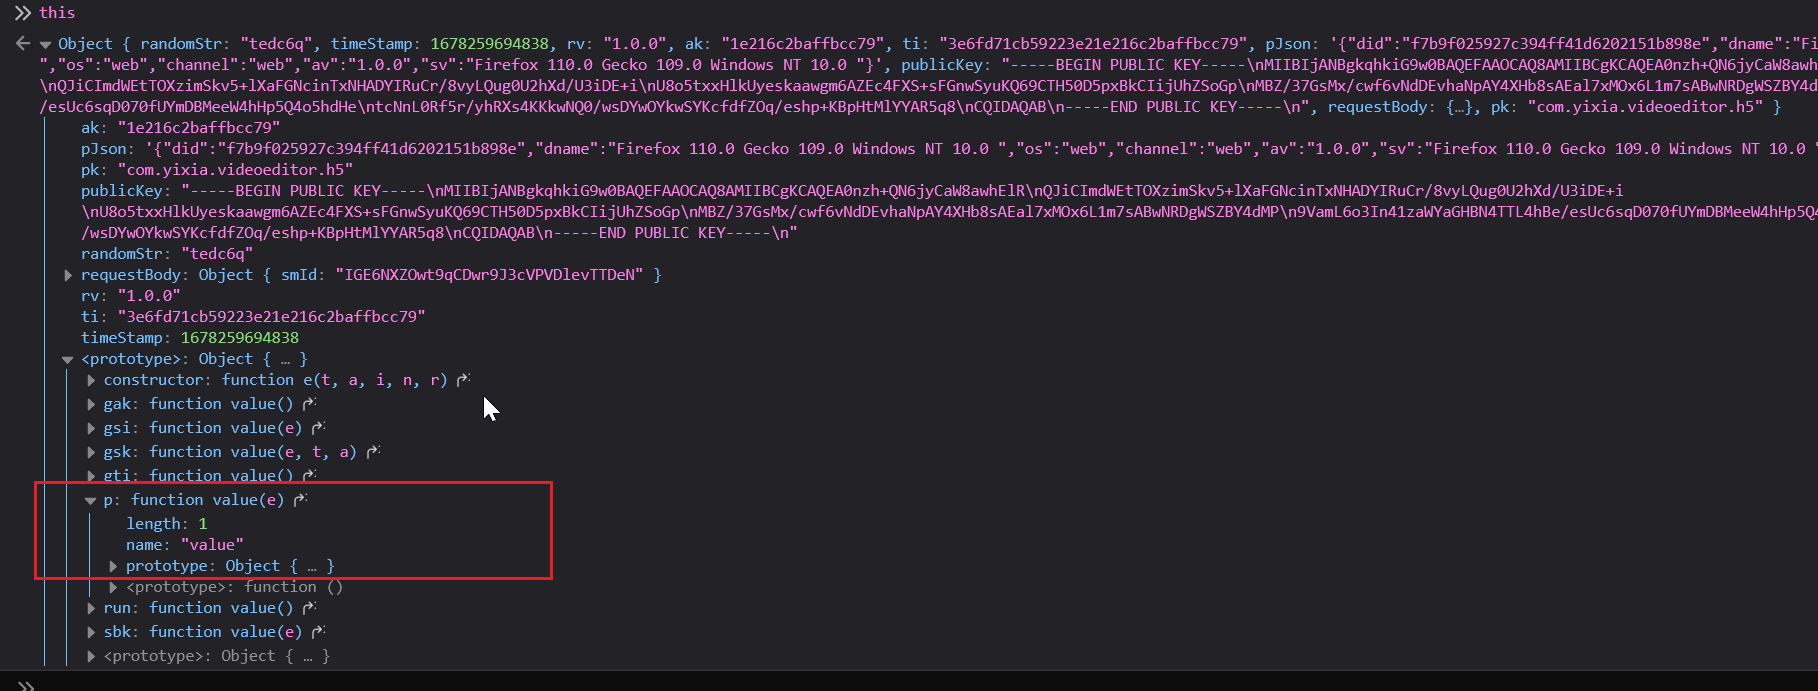 this
Object { randomStr: "tedc6q", timeStamp: 1678259694838, rv: "1.0.0", ak: "1e216c2baffbcc79", ti: "3e6fd71cb59223e21e216c2baffbcc79", pJson: '{"did":"f7b9f025927c394ff41d6202151b898e","dname":"Fi
","os":"web","channel":"web","av":"1.0.0","sv":"Firefox 110.0 Gecko 109.0 Windows NT 10.0 "}', publicKey: "-----BEGIN PUBLIC KEY-----\nMIIBIjANBgkqhkiG9w0BAQEFAAOCAQ8AMIIBCgKCAQEA0nzh+QN6jyCaW8awh
\nQJiCImdWEtTOXzimSkv5+lXaFGNcinTxNHADYIRuCr/8vyLQug0U2hXd/U3iDE+i\nU8o5txxHlkUyeskaawgm6AZEc4FXS+sFGnwSyuKQ69CTH50D5pxBkCIijUhZSoGp\nMBZ/37GsMx/cwf6vNdDEvhaNpAY4XHb8sAEal7xMOx6L1m7sABwNRDgWSZBY4d
/esUc6sqD070fUYmDBMeeW4hHp5Q4o5hdHe\ntcNnL0Rf5r/yhRXs4KKkwNQ0/wsDYwOYkwSYKcfdfZOq/eshp+KBpHtMlYYAR5q8\nCQIDAQAB\n-----END PUBLIC KEY-----\n", requestBody: {…}, pk: "com.yixia.videoeditor.h5" }
ak: "1e216c2baffbcc79"
pJson: '{"did":"f7b9f025927c394ff41d6202151b898e","dname":"Firefox 110.0 Gecko 109.0 Windows NT 10.0 ","os":"web","channel":"web","av":"1.0.0","sv":"Firefox 110.0 Gecko 109.0 Windows NT 10.0 "
pk: "com.yixia.videoeditor.h5"
publicKey: "-----BEGIN PUBLIC KEY-----\nMIIBIjANBgkqhkiG9w0BAQEFAAOCAQ8AMIIBCgKCAQEA0nzh+QN6jyCaW8awhElR\nQJiCImdWEtTOXzimSkv5+lXaFGNcinTxNHADYIRuCr/8vyLQug0U2hXd/U3iDE+i
\nU8o5txxHlkUyeskaawgm6AZEc4FXS+sFGnwSyuKQ69CTH50D5pxBkCIijUhZSoGp\nMBZ/37GsMx/cwf6vNdDEvhaNpAY4XHb8sAEal7xMOx6L1m7sABwNRDgWSZBY4dMP\n9VamL6o3In41zaWYaGHBN4TTL4hBe/esUc6sqD070fUYmDBMeeW4hHp5Q4
/wsDYwOYkwSYKcfdfZOq/eshp+KBpHtMlYYAR5q8\nCQIDAQAB\n-----END PUBLIC KEY-----\n"
randomStr: "tedc6q"
requestBody: Object { smId: "IGE6NXZOwt9qCDwr9J3cVPVDlevTTDeN" }
rv: "1.0.0"
ti: "3e6fd71cb59223e21e216c2baffbcc79"
timeStamp: 1678259694838
<prototype>: Object { … }
constructor: function e(t, a, i, n, r)
gak: function value()
gsi: function value(e)
gsk: function value(e, t, a)
gti: function value()
p: function value(e)
length: 1
name: "value"
prototype: Object { … }
<prototype>: function ()
run: function value()
sbk: function value(e)
<prototype>: Object { … }